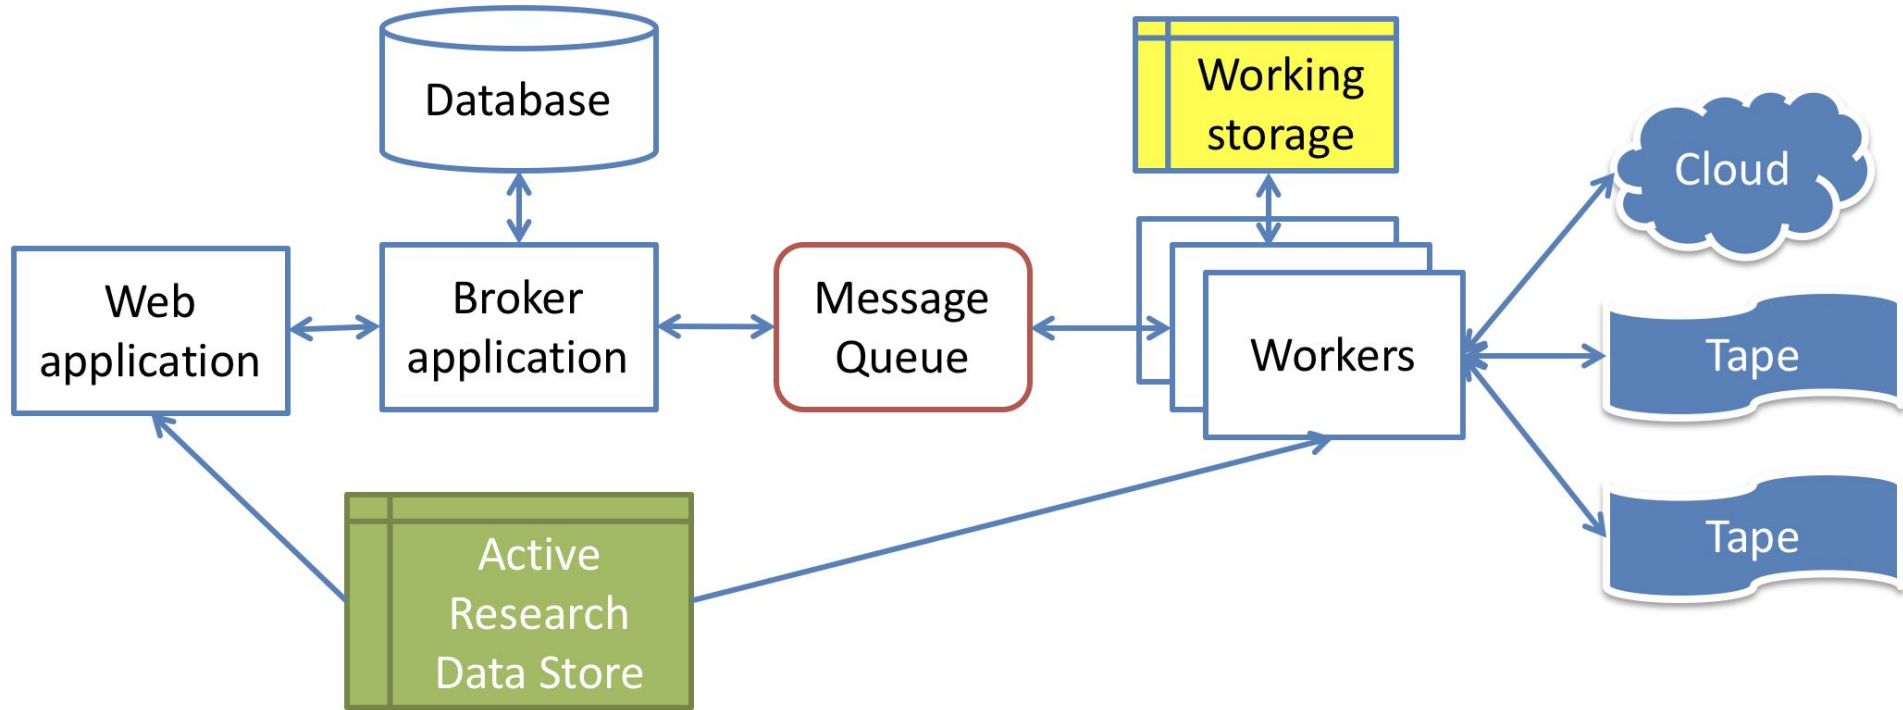 Database
Working
storage
Cloud
Web
application
Broker
application
Message
Queue
Workers
Tape
Tape
Active
Research
Data Store